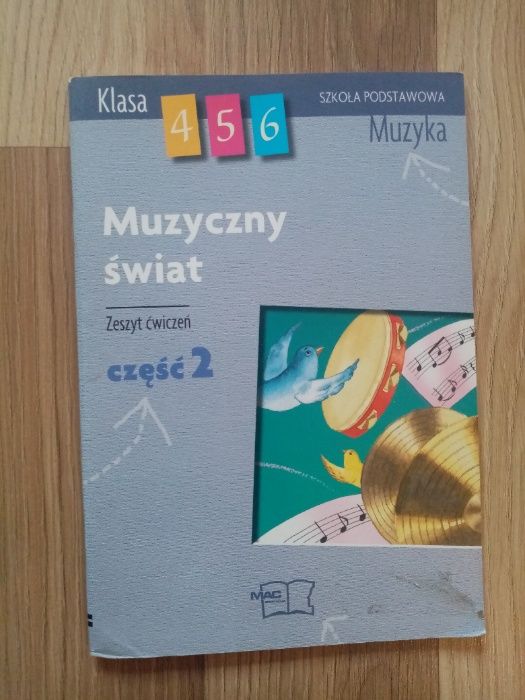 Klasa 4 5 6
SZKOŁA PODSTAWOWA
Muzyka
Muzyczny
świat
Zeszyt ćwiczeń
część 2
MAC